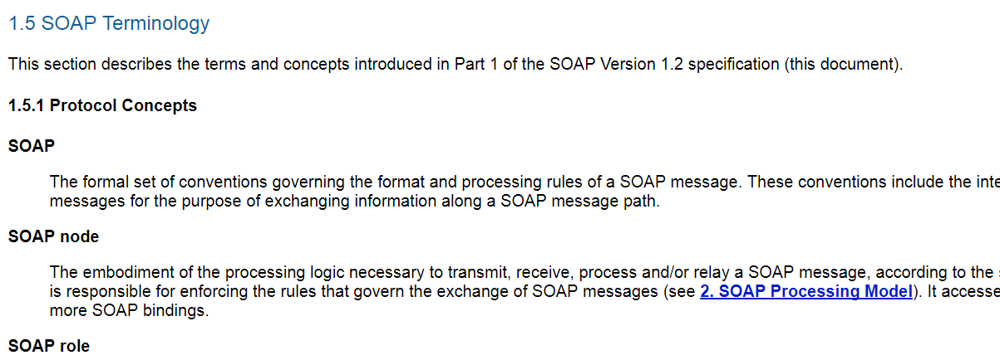 1.5 SOAP Terminology
This section describes the terms and concepts introduced in Part 1 of the SOAP Version 1.2 specification (this document).
1.5.1 Protocol Concepts
SOAP
The formal set of conventions governing the format and processing rules of a SOAP message. These conventions include the
messages for the purpose of exchanging information along a SOAP message path.
SOAP node
The embodiment of the processing logic necessary to transmit, receive, process and/or relay a SOAP message, according to the
is responsible for enforcing the rules that govern the exchange of SOAP messages (see 2. SOAP Processing Model). It
more SOAP bindings.
SOAP role